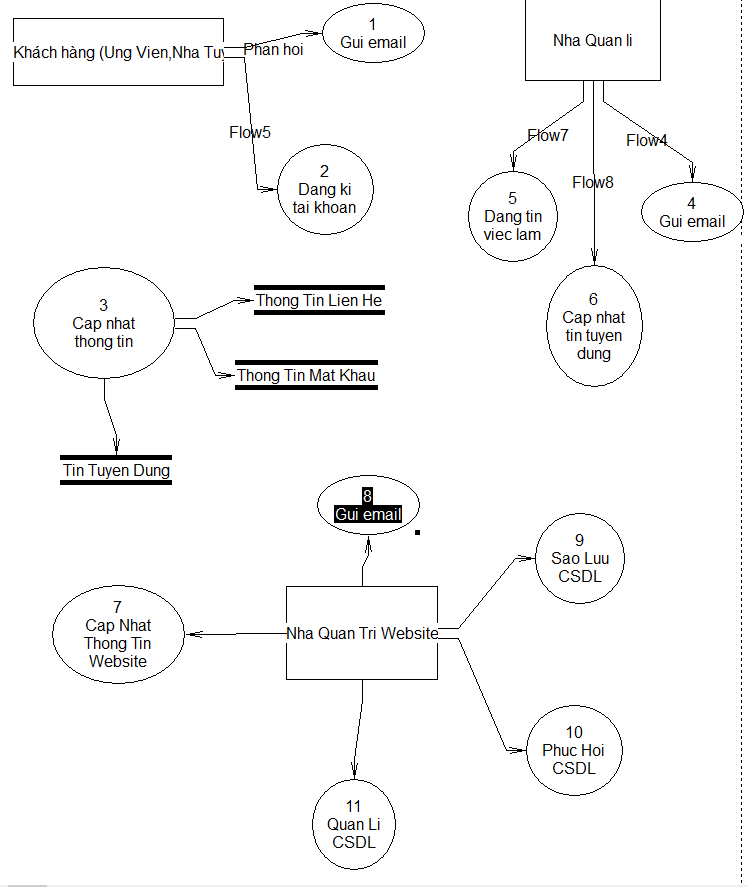 1
Gui email
Khách hàng (Ung Vien,Nha Tu
Phan hoi
Flow5
2
Dang ki
tai khoan
Nha Quan li
Flow7
Flow4
Flow8
5
Dang tin
viec lam
4
Gui email
6
Cap nhat
tin tuyen
dung
3
Cap nhat
thong tin
Thong Tin Lien He
Thong Tin Mat Khau
Tin Tuyen Dung
8
Gui email
9
Sao Luu
CSDL
7
Cap Nhat
Thong Tin
Website
Nha Quan Tri Website
10
Phuc Hoi
CSDL
11
Quan Li
CSDL